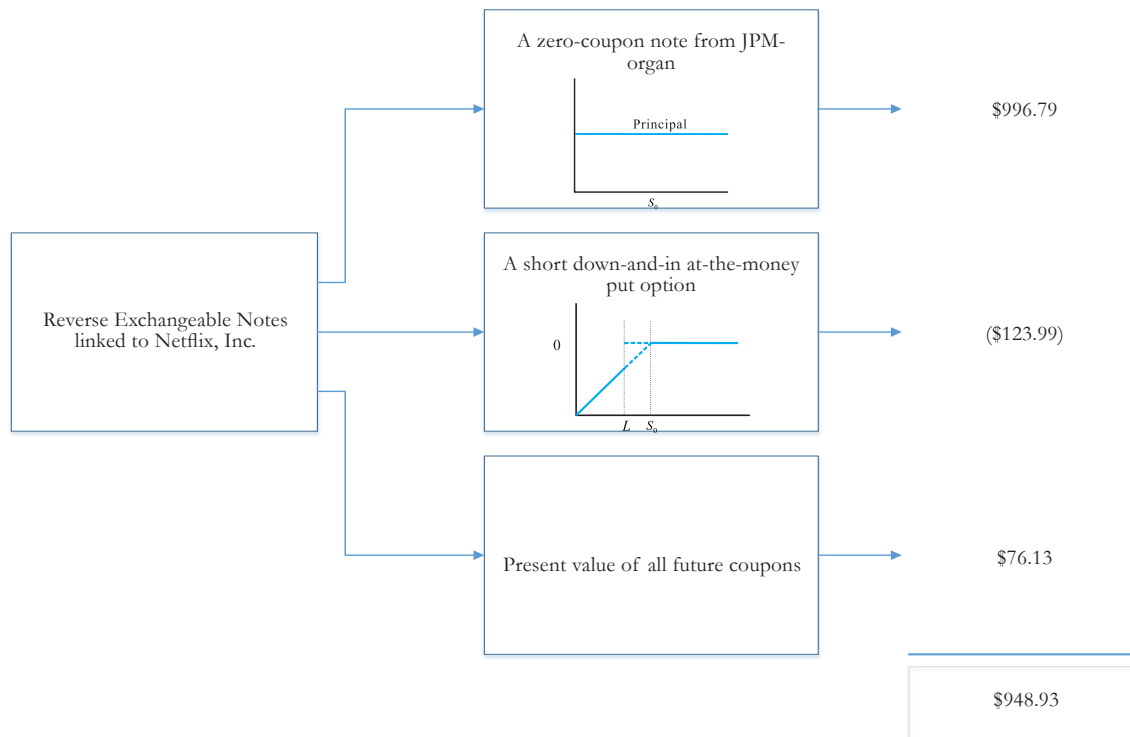 A zero-coupon note from JPM-
organ
Principal
S₀
$996.79
Reverse Exchangeable Notes
linked to Netflix, Inc.
A short down-and-in at-the-money
put option
0
L S₀
($123.99)
Present value of all future coupons
$76.13
$948.93